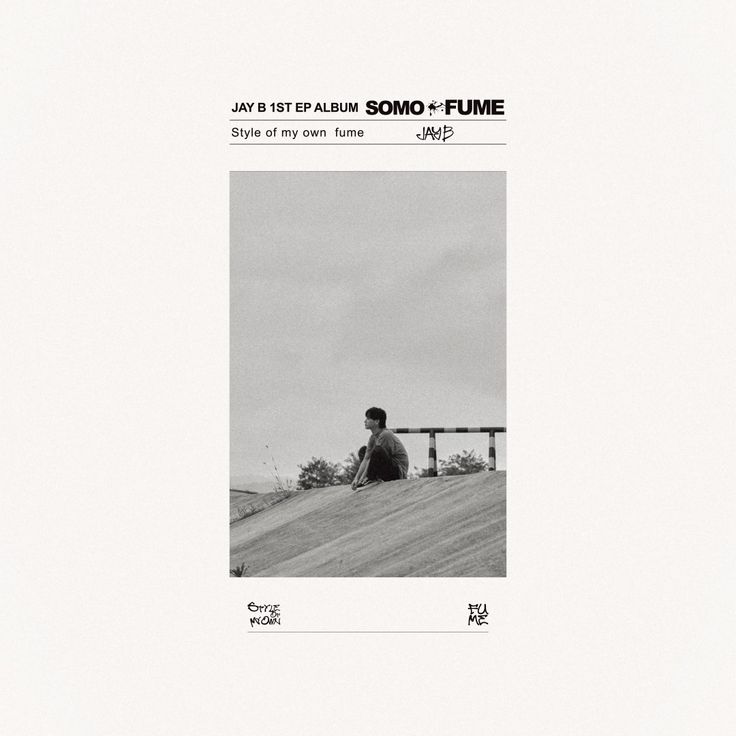 JAY B 1ST EP ALBUM SOMO FUME
Style of my own fume JAY B
STYLE OF MY OWN
FU
ME